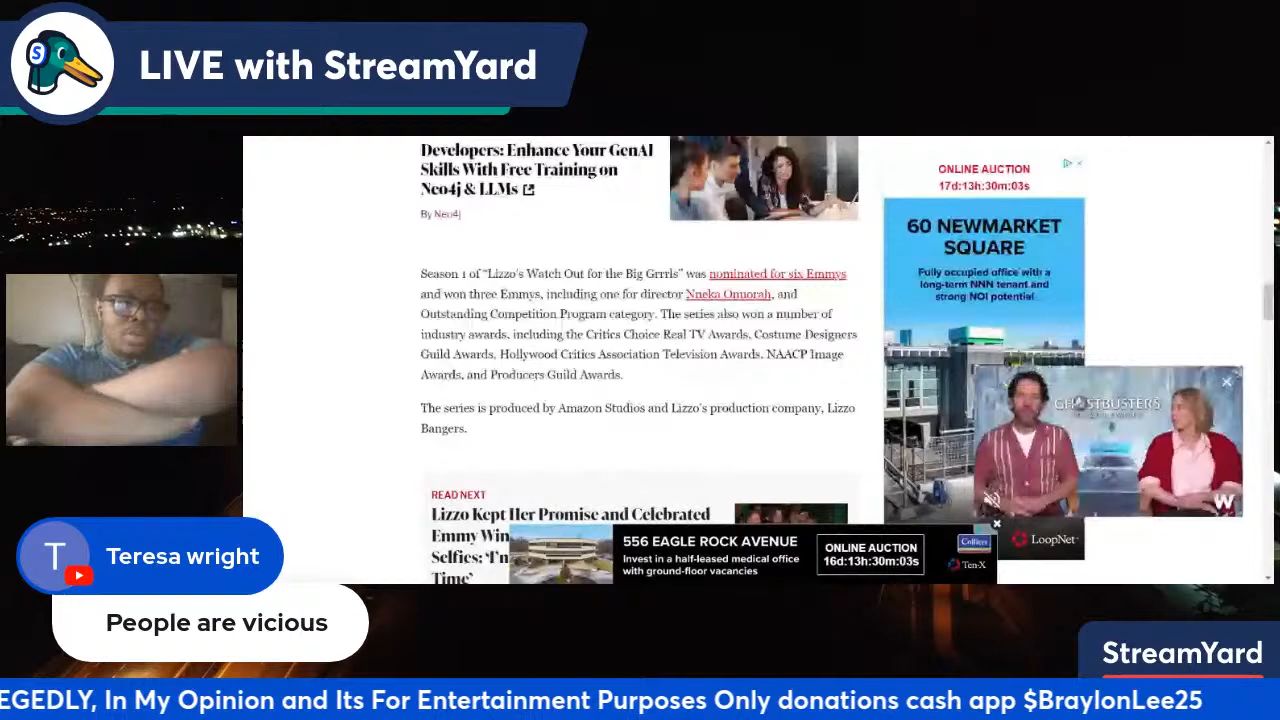 S
LIVE with StreamYard
Developers: Enhance Your GenAI
Skills With Free Training on
Neo4j & LLMs
By Neo4j
Season 1 of "Lizzo's Watch Out for the Big Grrrls" was nominated for six Emmys
and won three Emmys, including one for director Nneka Onuorah, and
Outstanding Competition Program category. The series also won a number of
industry awards, including the Critics Choice Real TV Awards, Costume Designers
Guild Awards, Hollywood Critics Association Television Awards, NAACP Image
Awards, and Producers Guild Awards.
The series is produced by Amazon Studios and Lizzo's production company, Lizzo
Bangers.
READ NEXT
Lizzo Kept Her Promise and Celebrated
Emmy Win
Selfies: 'I'm
Time'
ONLINE AUCTION
17d:13h:30m:03s
60 NEWMARKET
SQUARE
Fully occupied office with a
long-term NNN tenant and
strong NOI potential
GHOSTBUSTERS
W
LoopNet
556 EAGLE ROCK AVENUE
Invest in a half-leased medical office
with ground-floor vacancies
ONLINE AUCTION
16d:13h:30m:03s
Colliers
Ten-X
T
Teresa wright
People are vicious
StreamYard
EGEDLY, In My Opinion and Its For Entertainment Purposes Only donations cash app $BraylonLee25